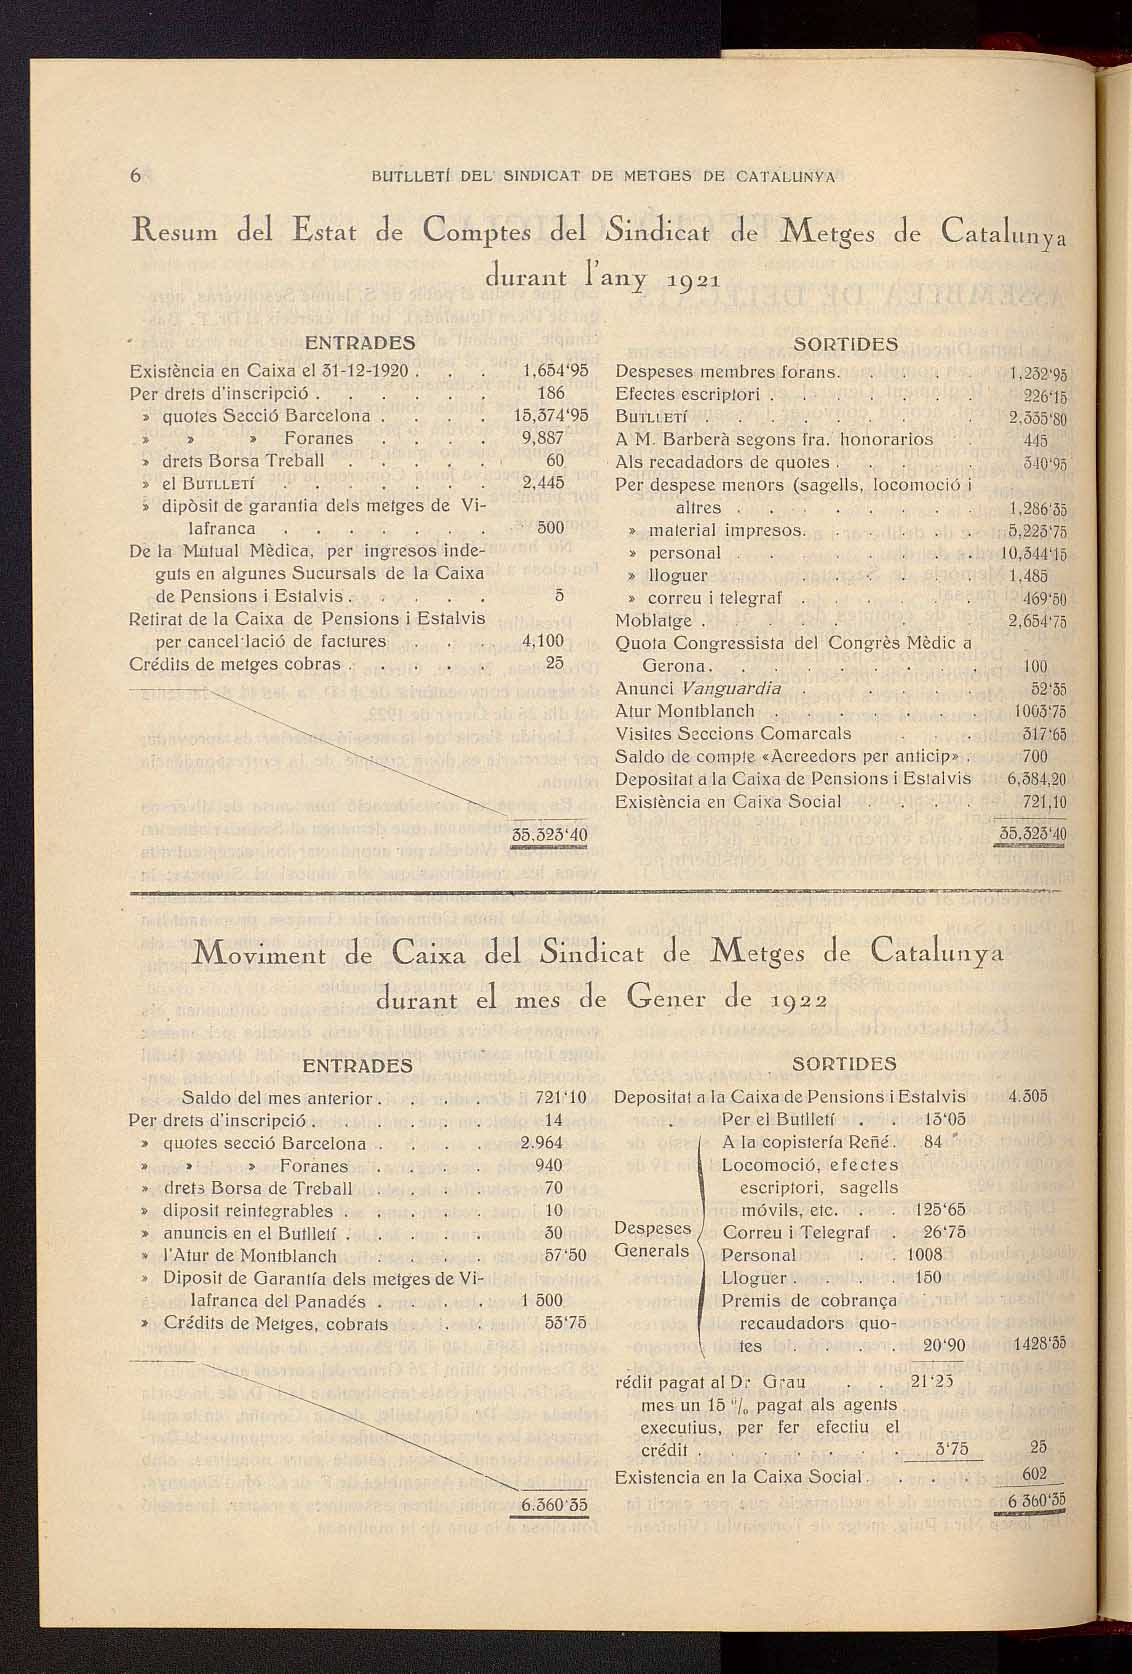 6 BUTLLETÍ DEL SINDICAT DE METGES DE CATALUNYA
Resum del Estat de Comptes del Sindicat de Metges de Catalunya
durant l'any 1921
ENTRADES
Existència en Caixa el 31-12-1920 . . . 1,654'95
Per drets d'inscripció . . . . . . 186
» quotes Secció Barcelona . . . . 15,374'95
» » » Foranes . . . . 9,887
» drets Borsa Treball . . . . . 60
» el BUTLLETÍ . . . . . . . 2,445
» dipòsit de garantia dels metges de Vi-
lafranca . . . . . . . 500
De la Mutual Mèdica, per ingresos inde-
guts en algunes Sucursals de la Caixa
de Pensions i Estalvis . . . . . 5
Retirat de la Caixa de Pensions i Estalvis
per cancel·lació de factures . . . 4,100
Crédits de metges cobras . . . . . 25
35,323'40
SORTIDES
Despeses membres forans. . . . . 1,232'95
Efectes escriptori . . . . . . . 226'15
BUTLLETÍ . . . . . . . . . 2,335'80
A M. Barberà segons fra. honorarios . 445
Als recadadors de quotes . . . . . 340'95
Per despese menors (sagells, locomoció i
altres . . . . . . . . 1,286'35
» material impresos. . . . . . 5,223'75
» personal . . . . . . . 10,344'15
» lloguer . . . . . . . 1,485
» correu i telegraf . . . . . . 469'50
Moblatge . . . . . . . . . 2,654'75
Quota Congressista del Congrès Mèdic a
Gerona. . . . . . . . . 100
Anunci Vanguardia . . . . . . 52'35
Atur Montblanch . . . . . . . 1003'75
Visites Seccions Comarcals . . . 317'65
Saldo de compte «Acreedors per anticip» . 700
Depositat a la Caixa de Pensions i Estalvis 6,384,20
Existència en Caixa Social . . . . 721,10
35,323'40
Moviment de Caixa del Sindicat de Metges de Catalunya
durant el mes de Gener de 1922
ENTRADES
Saldo del mes anterior . . . . 721'10
Per drets d'inscripció . . . . . . 14
» quotes secció Barcelona . . . . 2.964
» » » Foranes . . . . 940
» drets Borsa de Treball . . . . 70
» diposit reintegrables . . . . . 10
» anuncis en el Butlletí . . . . . 30
» l'Atur de Montblanch . . . . 57'50
» Diposit de Garantía dels metges de Vi-
lafranca del Panadés . . . . 1 500
» Crédits de Metges, cobrats . . 53'75
6.360'35
SORTIDES
Depositat a la Caixa de Pensions i Estalvis 4.305
Per el Butlletí . . 13'05
A la copistería Reñé. 84
Locomoció, efectes
escriptori, sagells
móvils, etc. . . 125'65
Despeses Correu i Telegraf . 26'75
Generals Personal . . . 1008
Lloguer . . . . 150
Premis de cobrança
recaudadors quo-
tes . . . . 20'90 1428'35
rédit pagat al Dr Grau . . 21'25
mes un 15 % pagat als agents
executius, per fer efectiu el
crédit . . . . . . . 3'75 25
Existencia en la Caixa Social . . . . 602
6 360'35